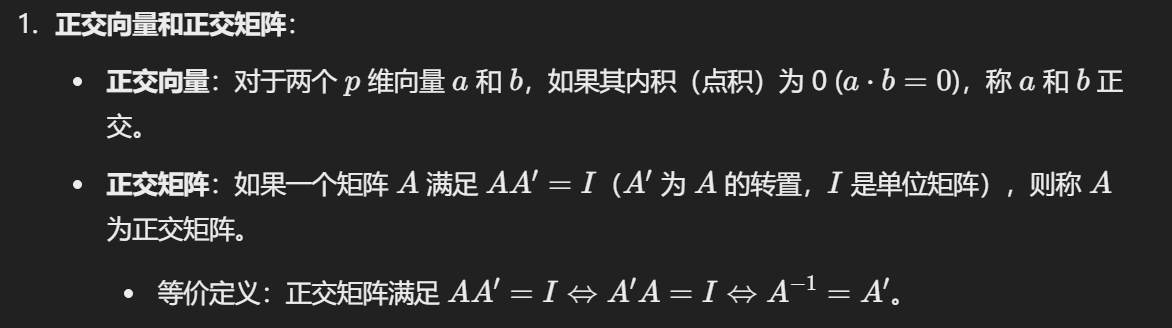 1. 正交向量和正交矩阵：
• 正交向量：对于两个 p 维向量 a 和 b，如果其内积（点积）为 0 (a · b = 0)，称 a 和 b 正
交。
• 正交矩阵：如果一个矩阵 A 满足 AA′ = I（A′ 为 A 的转置，I 是单位矩阵），则称 A
为正交矩阵。
• 等价定义：正交矩阵满足 AA′ = I ⇔ A′A = I ⇔ A⁻¹ = A′。